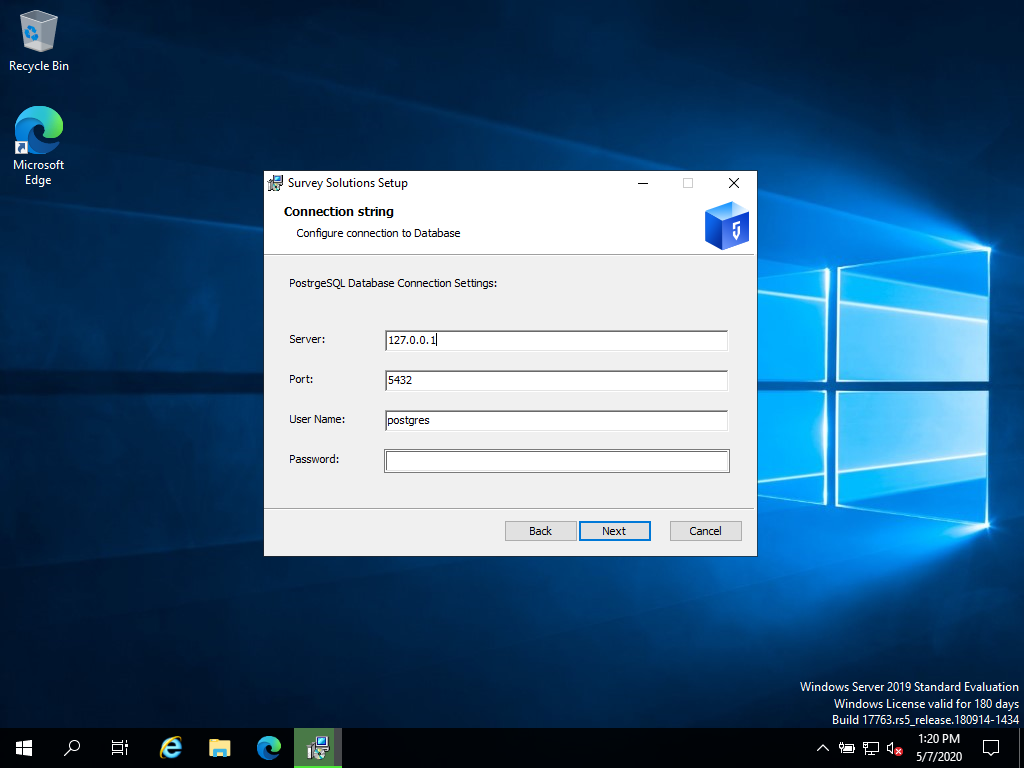 Recycle Bin
Microsoft
Edge
Survey Solutions Setup
Connection string
Configure connection to Database
PostrgeSQL Database Connection Settings:
Server: 127.0.0.1
Port: 5432
User Name: postgres
Password:
Back Next Cancel
Windows Server 2019 Standard Evaluation
Windows License valid for 180 days
Build 17763.rs5_release.180914-1434
1:20 PM
5/7/2020